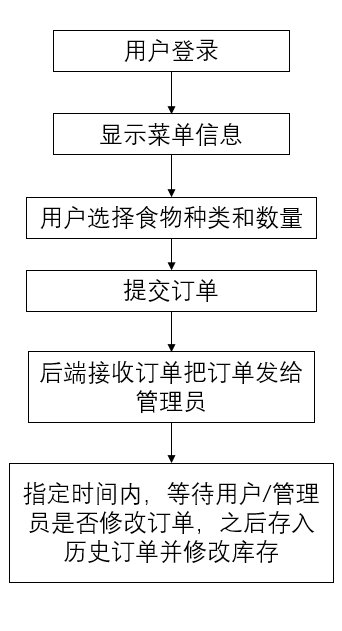 用户登录
显示菜单信息
用户选择食物种类和数量
提交订单
后端接收订单把订单发给
管理员
指定时间内，等待用户/管理
员是否修改订单，之后存入
历史订单并修改库存